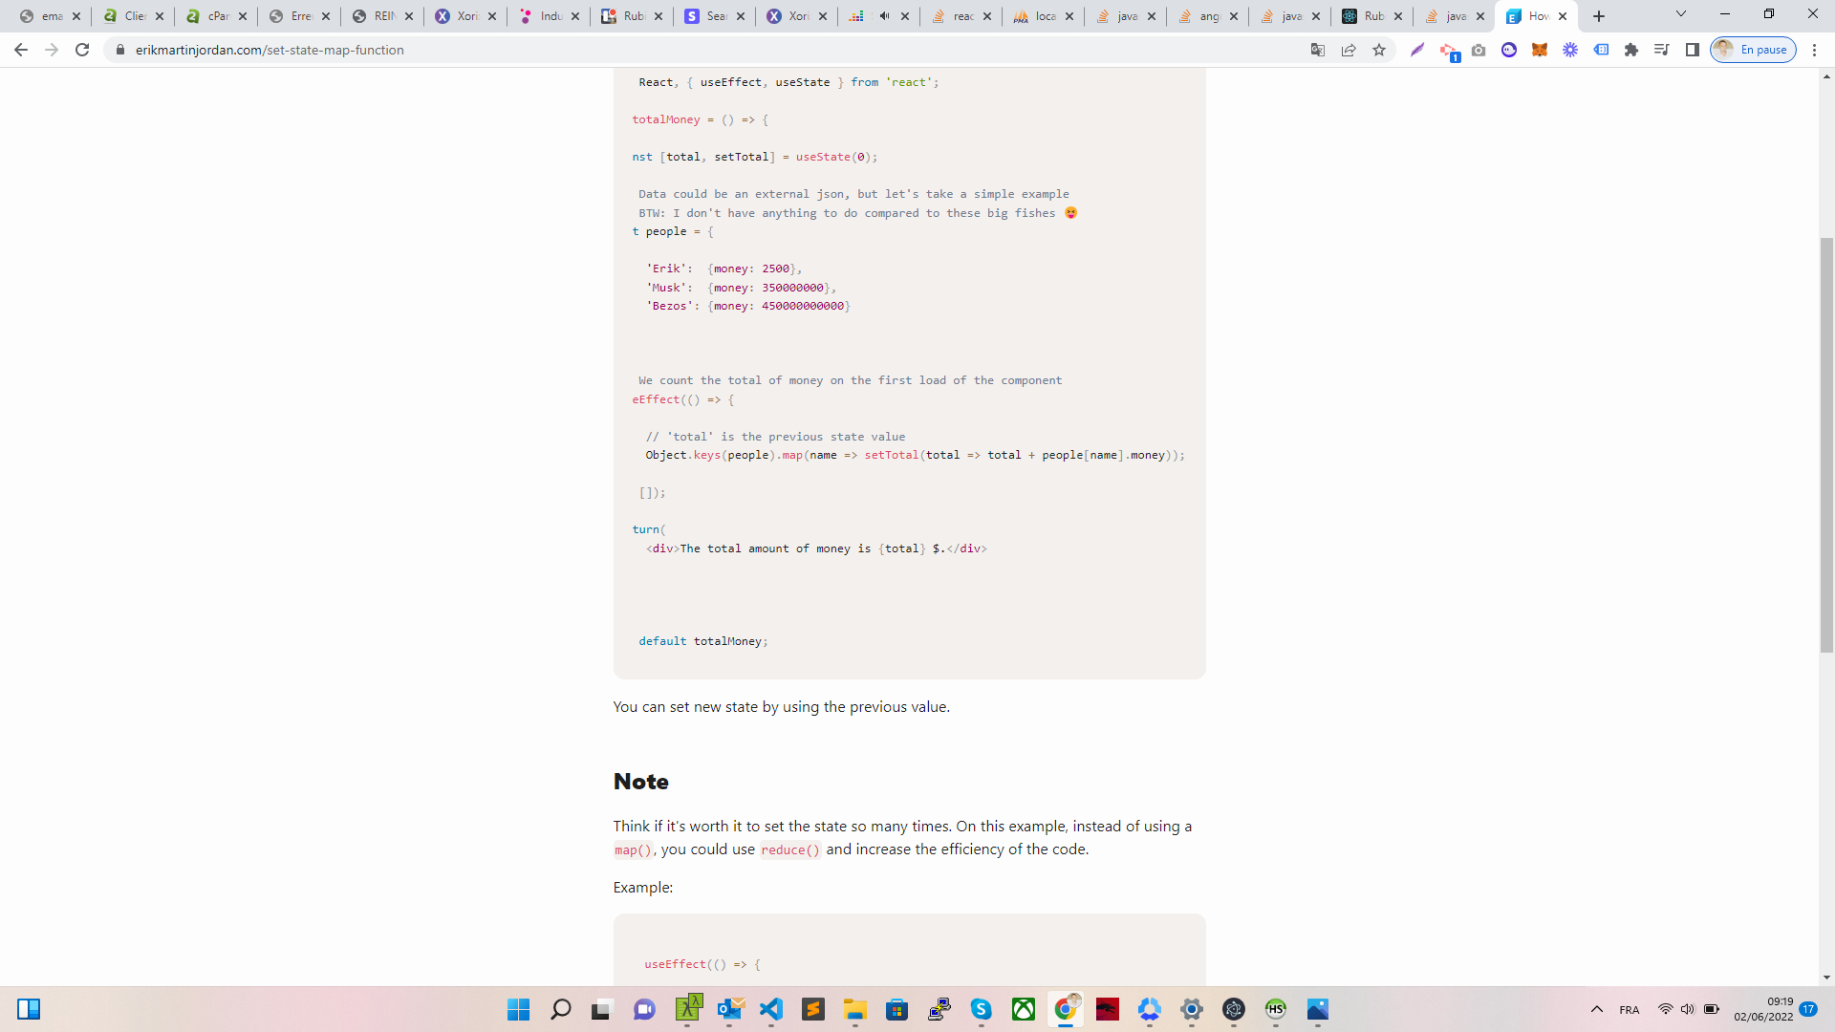 ema
Clier
cPar
Erre
REIN
Xori
Indu
Rub
Sear
Xori
reac
loca
java
ang
java
Rub
java
How
erikmartinjordan.com/set-state-map-function
1
En pause
React, { useEffect, useState } from 'react';
totalMoney = () => {
nst [total, setTotal] = useState(0);
Data could be an external json, but let's take a simple example
BTW: I don't have anything to do compared to these big fishes 😝
t people = {
'Erik': {money: 2500},
'Musk': {money: 350000000},
'Bezos': {money: 450000000000}
We count the total of money on the first load of the component
eEffect(() => {
// 'total' is the previous state value
Object.keys(people).map(name => setTotal(total => total + people[name].money));
[]);
turn(
<div>The total amount of money is {total} $.</div>
default totalMoney;
You can set new state by using the previous value.
Note
Think if it's worth it to set the state so many times. On this example, instead of using a
map(), you could use reduce() and increase the efficiency of the code.
Example:
useEffect(() => {
FRA
09:19
02/06/2022
17